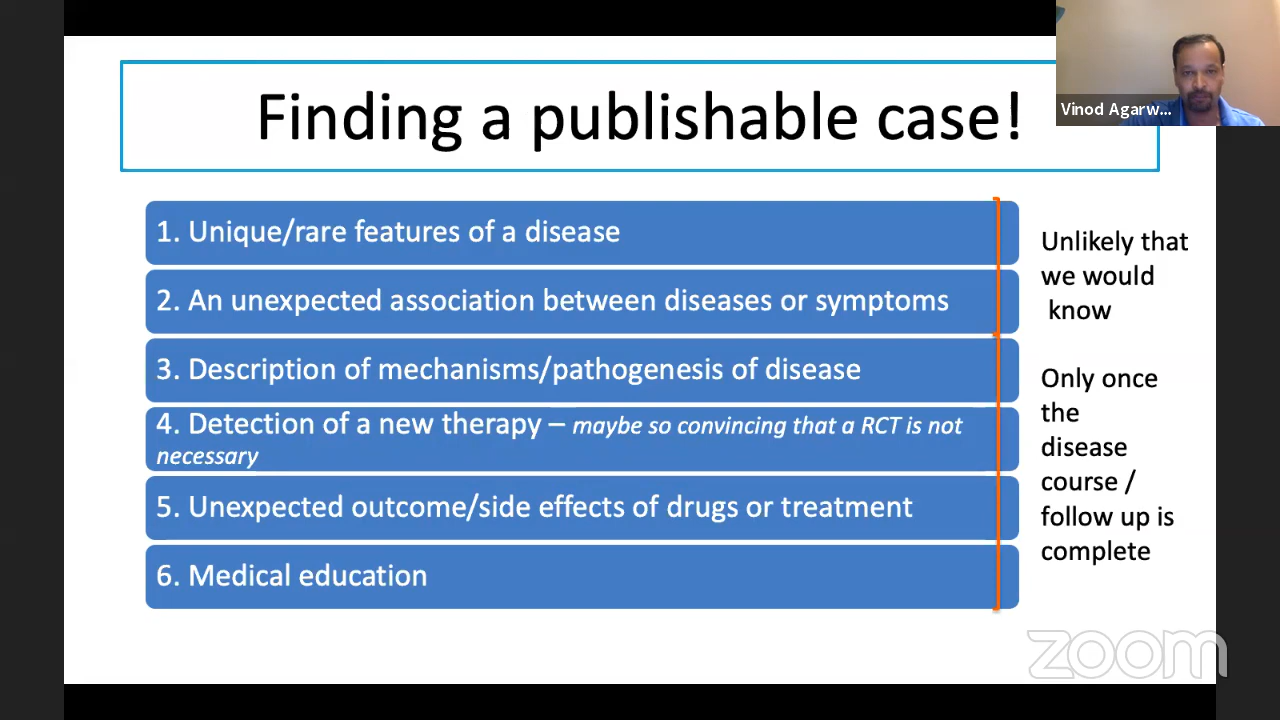 Finding a publishable case!
Vinod Agarw...
1. Unique/rare features of a disease
2. An unexpected association between diseases or symptoms
3. Description of mechanisms/pathogenesis of disease
4. Detection of a new therapy – maybe so convincing that a RCT is not
necessary
5. Unexpected outcome/side effects of drugs or treatment
6. Medical education
Unlikely that
we would
know
Only once
the
disease
course /
follow up is
complete
zoom